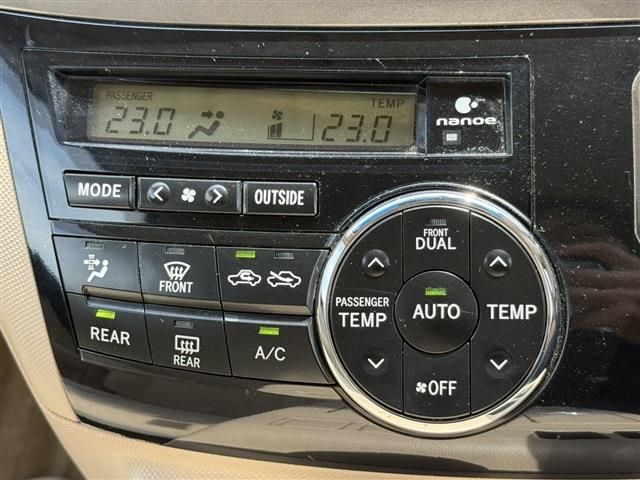 PASSENGER
23.0
TEMP
23.0
nanoe
MODE
OUTSIDE
FRONT
DUAL
FRONT
PASSENGER
TEMP
AUTO
TEMP
REAR
REAR
A/C
OFF